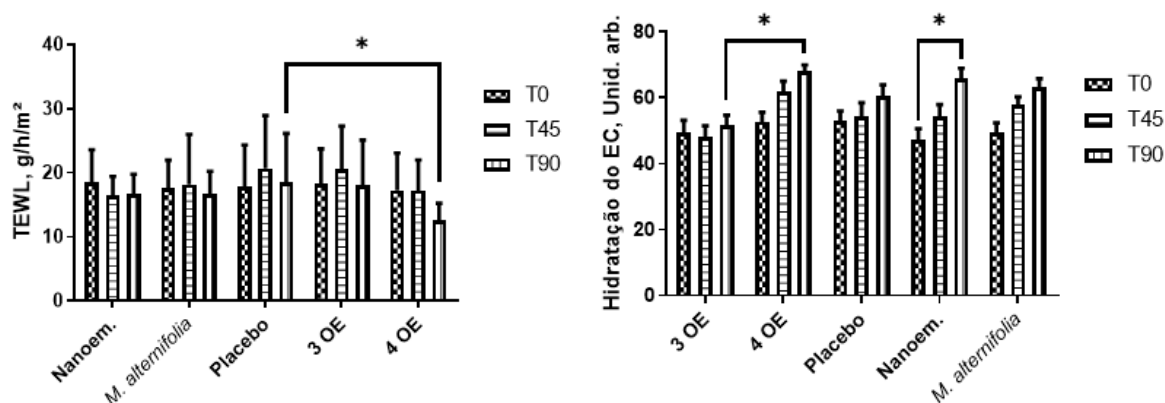 TEWL, g/h/m²
40
30
20
10
0
*
T0
T45
T90
Nanoem.
M. alternifolia
Placebo
3 OE
4 OE
Hidratação do EC, Unid. arb.
80
60
40
20
0
*
*
T0
T45
T90
3 OE
4 OE
Placebo
Nanoem.
M. alternifolia